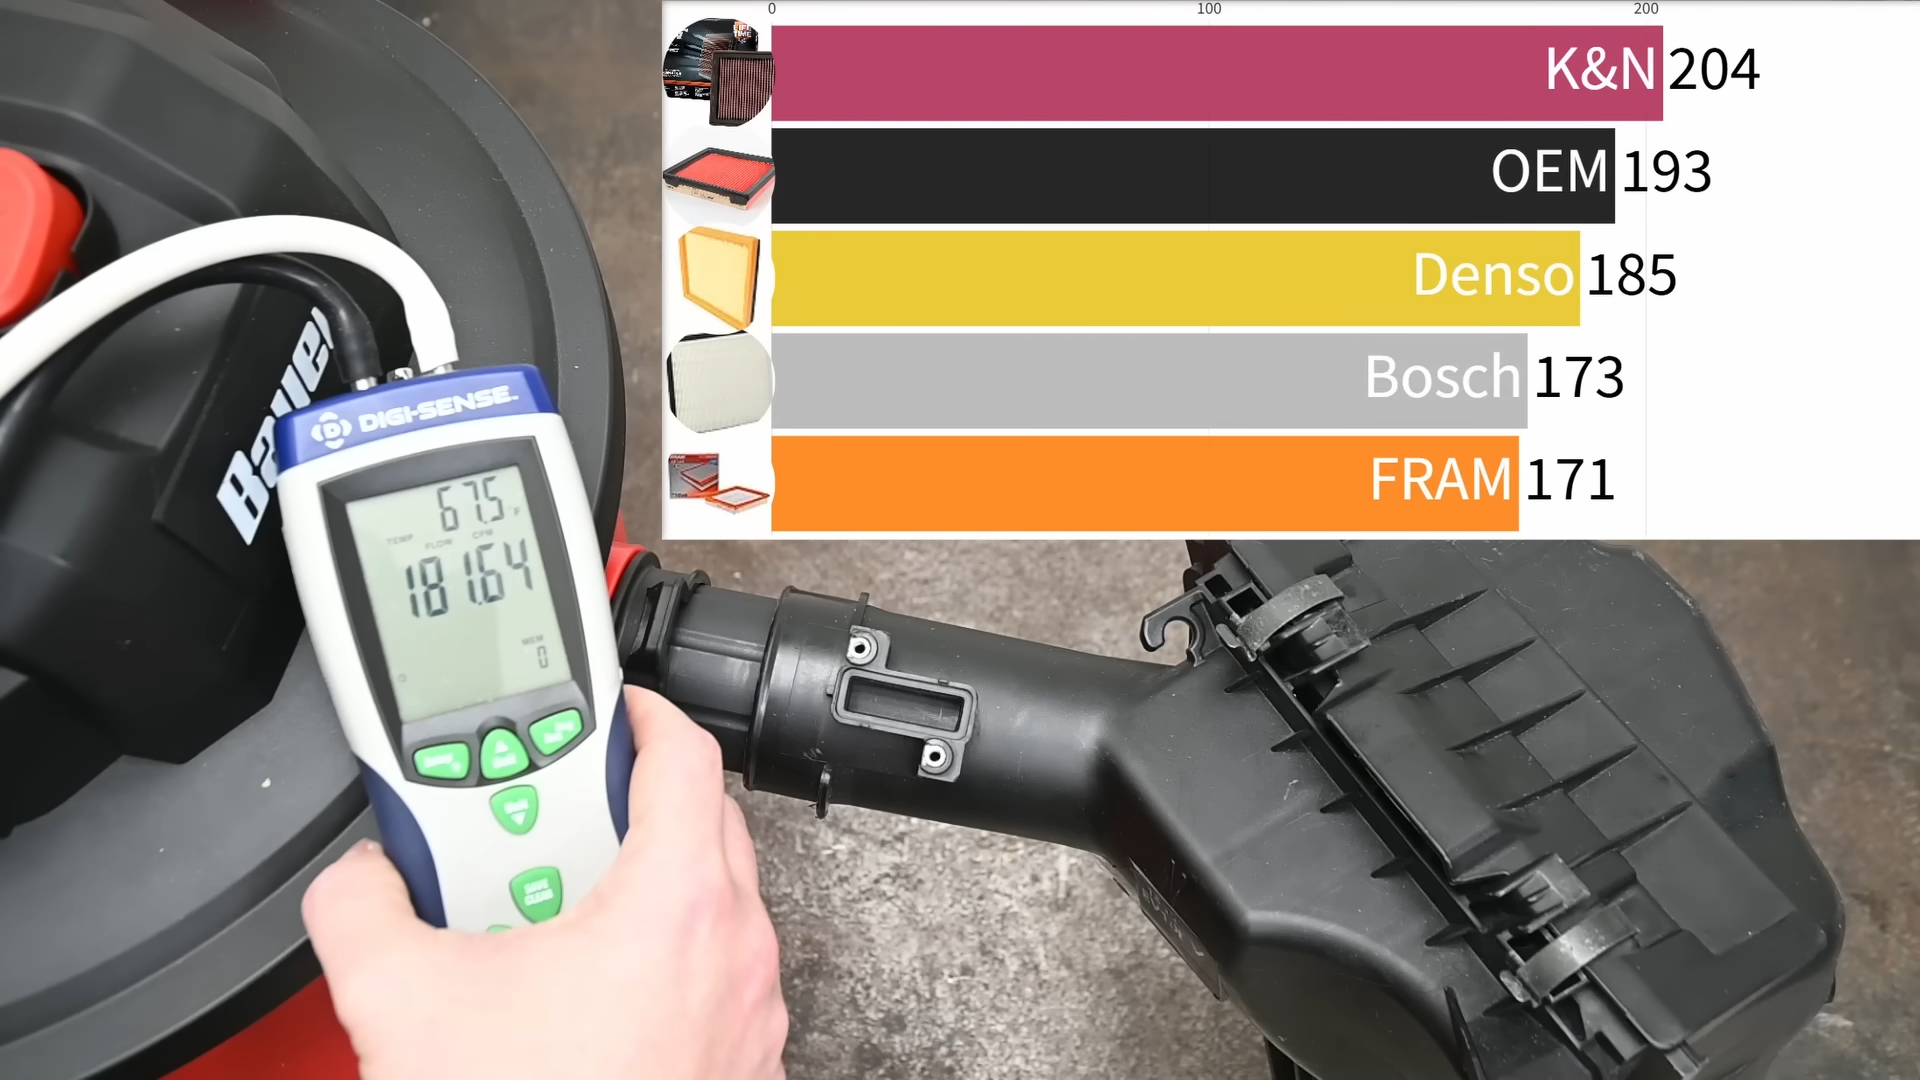 0 100 200
K&N 204
OEM 193
Denso 185
Bosch 173
FRAM 171
DIGI-SENSE
67.5 °F
TEMP FLOW CFM
181.64
MEM
0